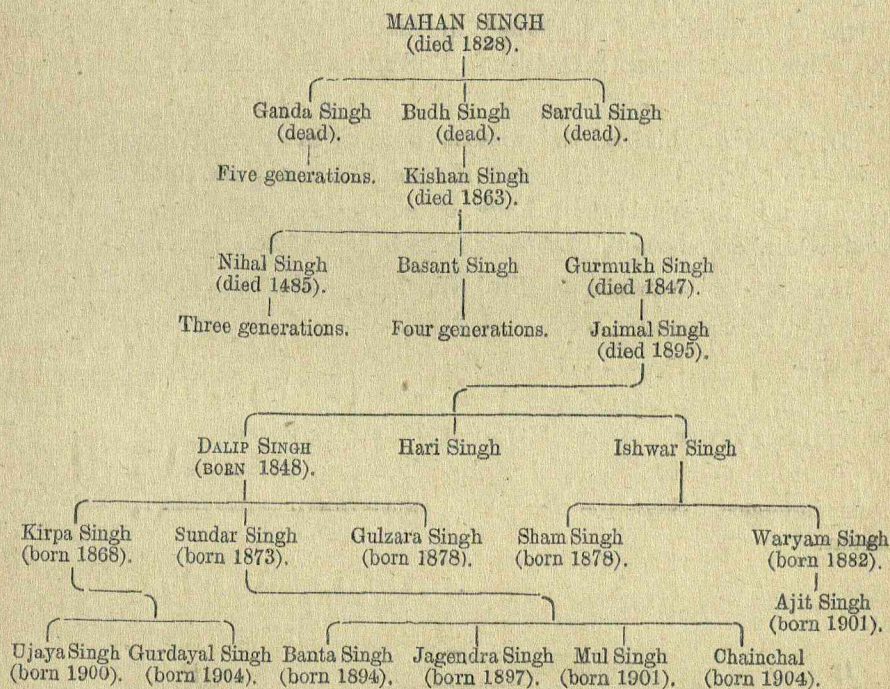 MAHAN SINGH
(died 1828).
Ganda Singh Budh Singh Sardul Singh
(dead). (dead). (dead).
Five generations. Kishan Singh
(died 1863).
Nihal Singh Basant Singh Gurmukh Singh
(died 1485). (died 1847).
Three generations. Four generations. Jaimal Singh
(died 1895).
DALIP SINGH Hari Singh Ishwar Singh
(BORN 1848).
Kirpa Singh Sundar Singh Gulzara Singh Sham Singh Waryam Singh
(born 1868). (born 1873). (born 1878). (born 1878). (born 1882).
Ajit Singh
(born 1901).
Ujaya Singh Gurdayal Singh Banta Singh Jagendra Singh Mul Singh Chainchal
(born 1900). (born 1904). (born 1894). (born 1897). (born 1901). (born 1904).